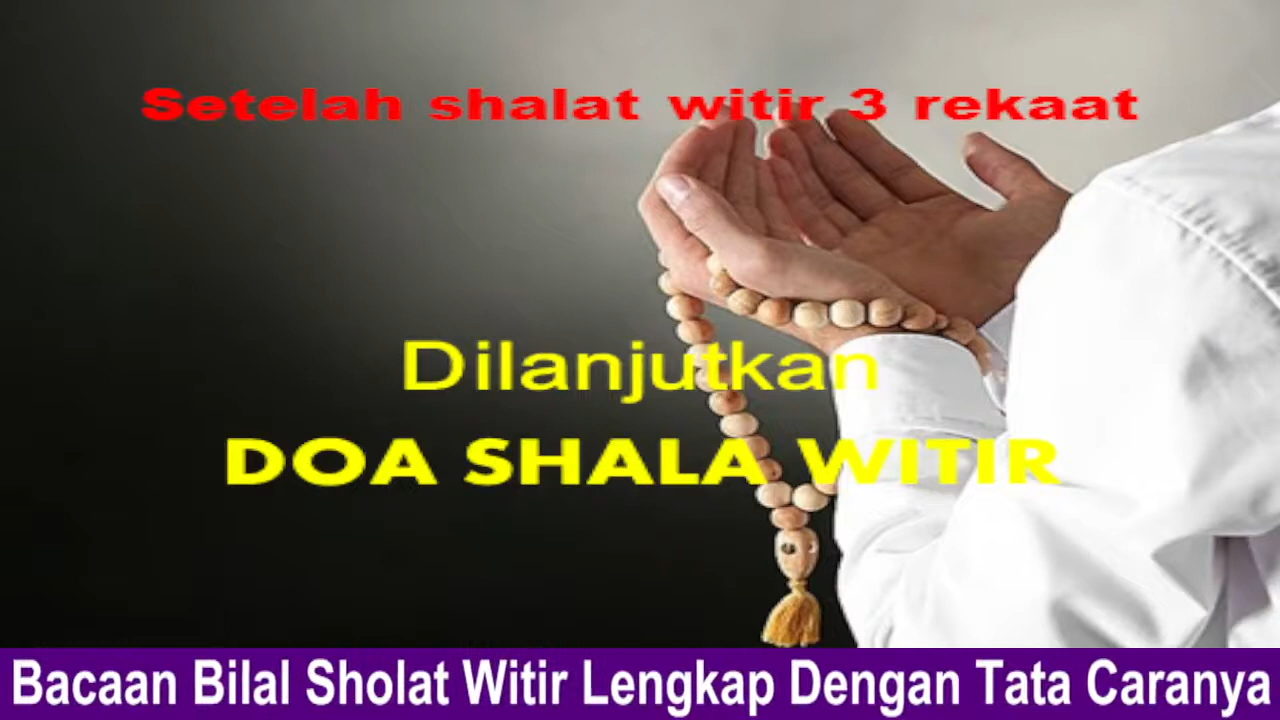 Setelah shalat witir 3 rekaat
Dilanjutkan
DOA SHALA WITIR
Bacaan Bilal Sholat Witir Lengkap Dengan Tata Caranya